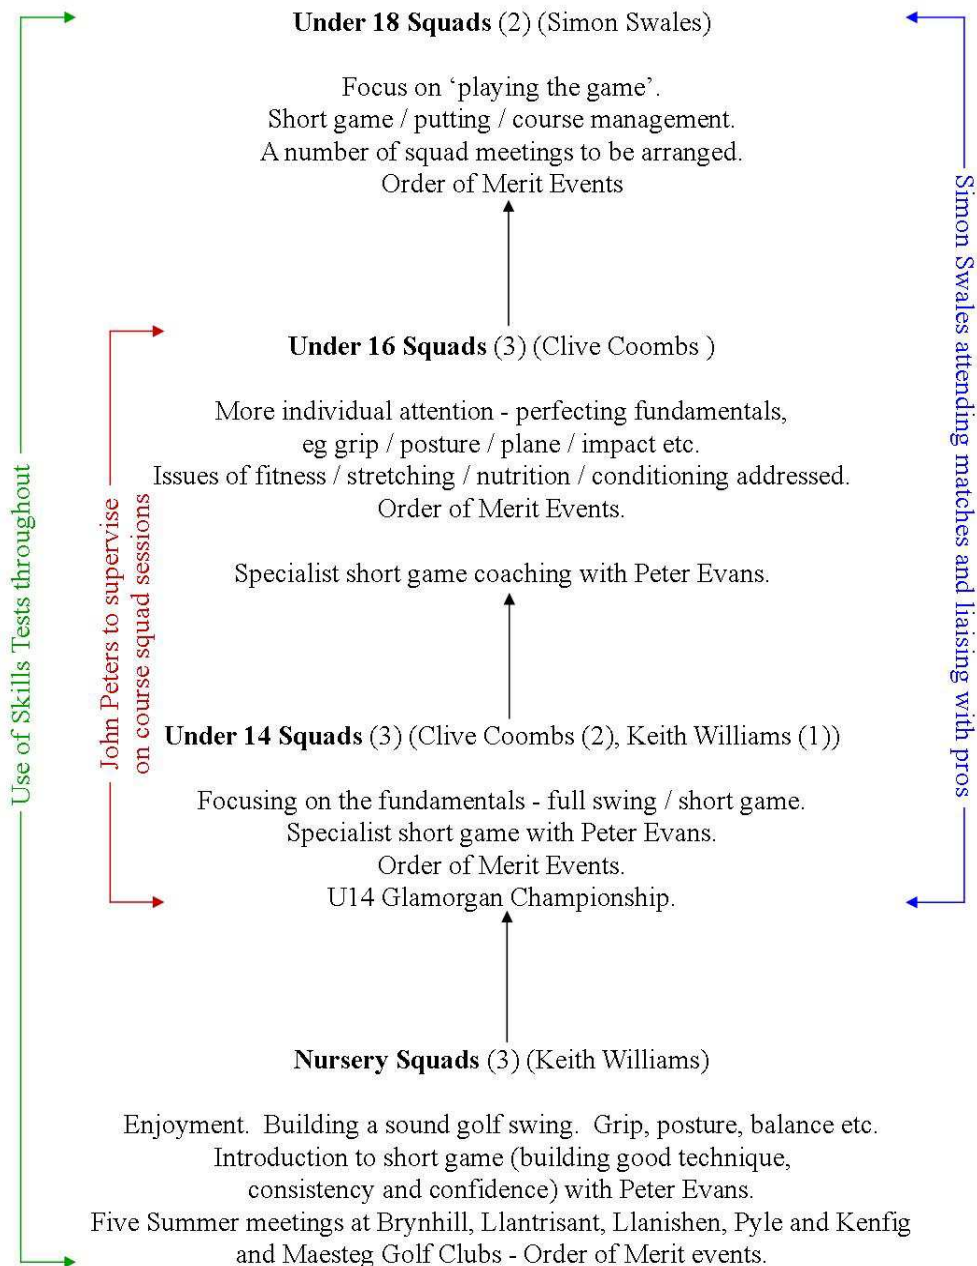 Under 18 Squads (2) (Simon Swales)
Focus on ‘playing the game’.
Short game / putting / course management.
A number of squad meetings to be arranged.
Order of Merit Events
Under 16 Squads (3) (Clive Coombs )
More individual attention - perfecting fundamentals,
eg grip / posture / plane / impact etc.
Issues of fitness / stretching / nutrition / conditioning addressed.
Order of Merit Events.
Specialist short game coaching with Peter Evans.
Under 14 Squads (3) (Clive Coombs (2), Keith Williams (1))
Focusing on the fundamentals - full swing / short game.
Specialist short game with Peter Evans.
Order of Merit Events.
U14 Glamorgan Championship.
Nursery Squads (3) (Keith Williams)
Enjoyment. Building a sound golf swing. Grip, posture, balance etc.
Introduction to short game (building good technique,
consistency and confidence) with Peter Evans.
Five Summer meetings at Brynhill, Llantrisant, Llanishen, Pyle and Kenfig
and Maesteg Golf Clubs - Order of Merit events.
Use of Skills Tests throughout
John Peters to supervise
on course squad sessions
Simon Swales attending matches and liaising with pros